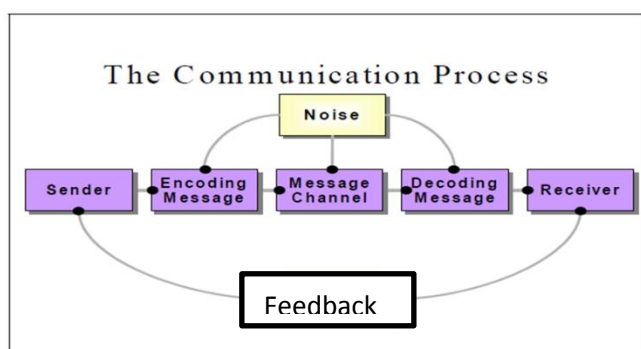 The Communication Process
Noise
Sender
Encoding
Message
Message
Channel
Decoding
Message
Receiver
Feedback